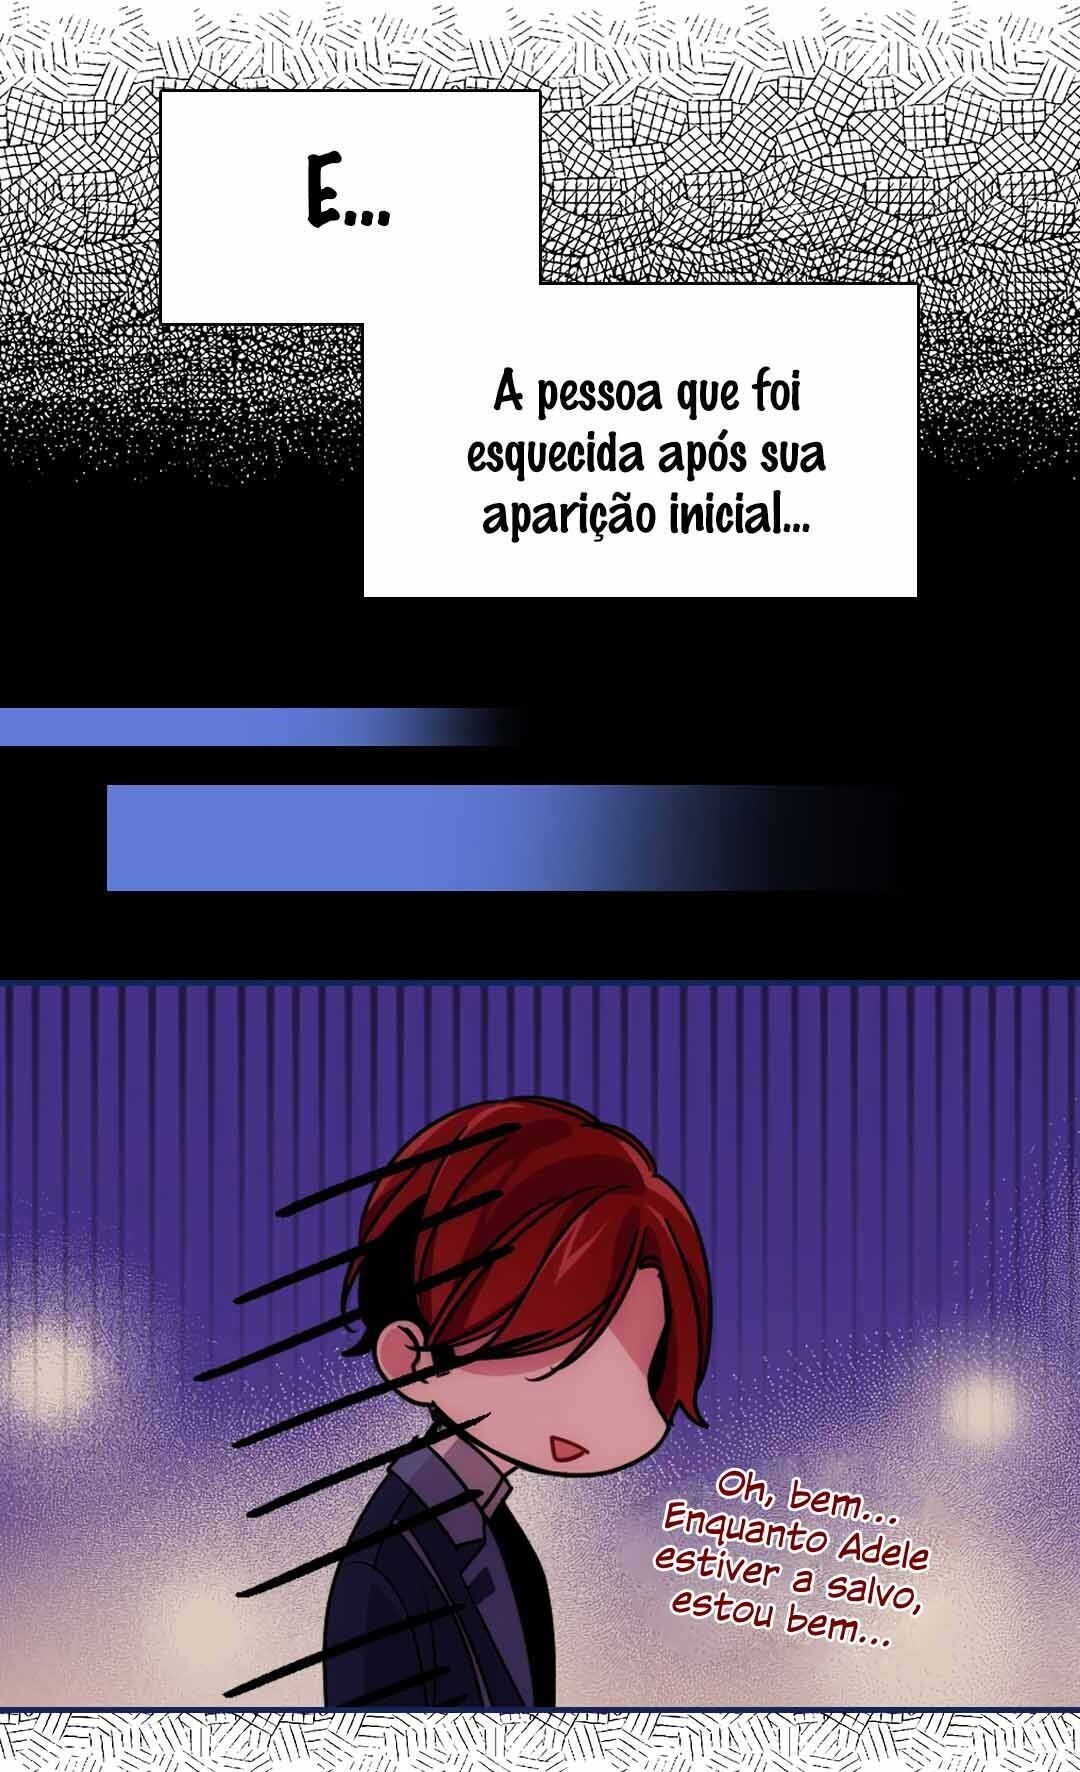 E...
A pessoa que foi
esquecida após sua
aparição inicial...
Oh, bem...
Enquanto Adele
estiver a salvo,
estou bem...